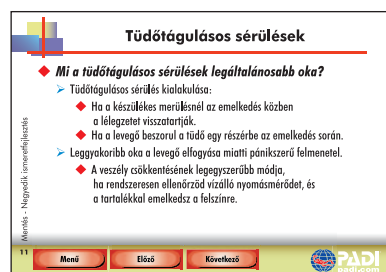 Tüdőtágulásos sérülések
Mi a tüdőtágulásos sérülések legáltalánosabb oka?
Tüdőtágulásos sérülés kialakulása:
Ha a készülékes merülésnél az emelkedés közben
a lélegzetet visszatartják.
Ha a levegő beszorul a tüdő egy részérbe az emelkedés során.
Leggyakoribb oka a levegő elfogyása miatti pánikszerű felmenetel.
A veszély csökkentésének legegyszerűbb módja,
ha rendszeresen ellenőrzöd vízálló nyomásmérődet, és
a tartalékkal emelkedsz a felszínre.
Mentés - Negyedik ismeretfejlesztés
11
Menű
Előző
Következő
PADI
padi.com